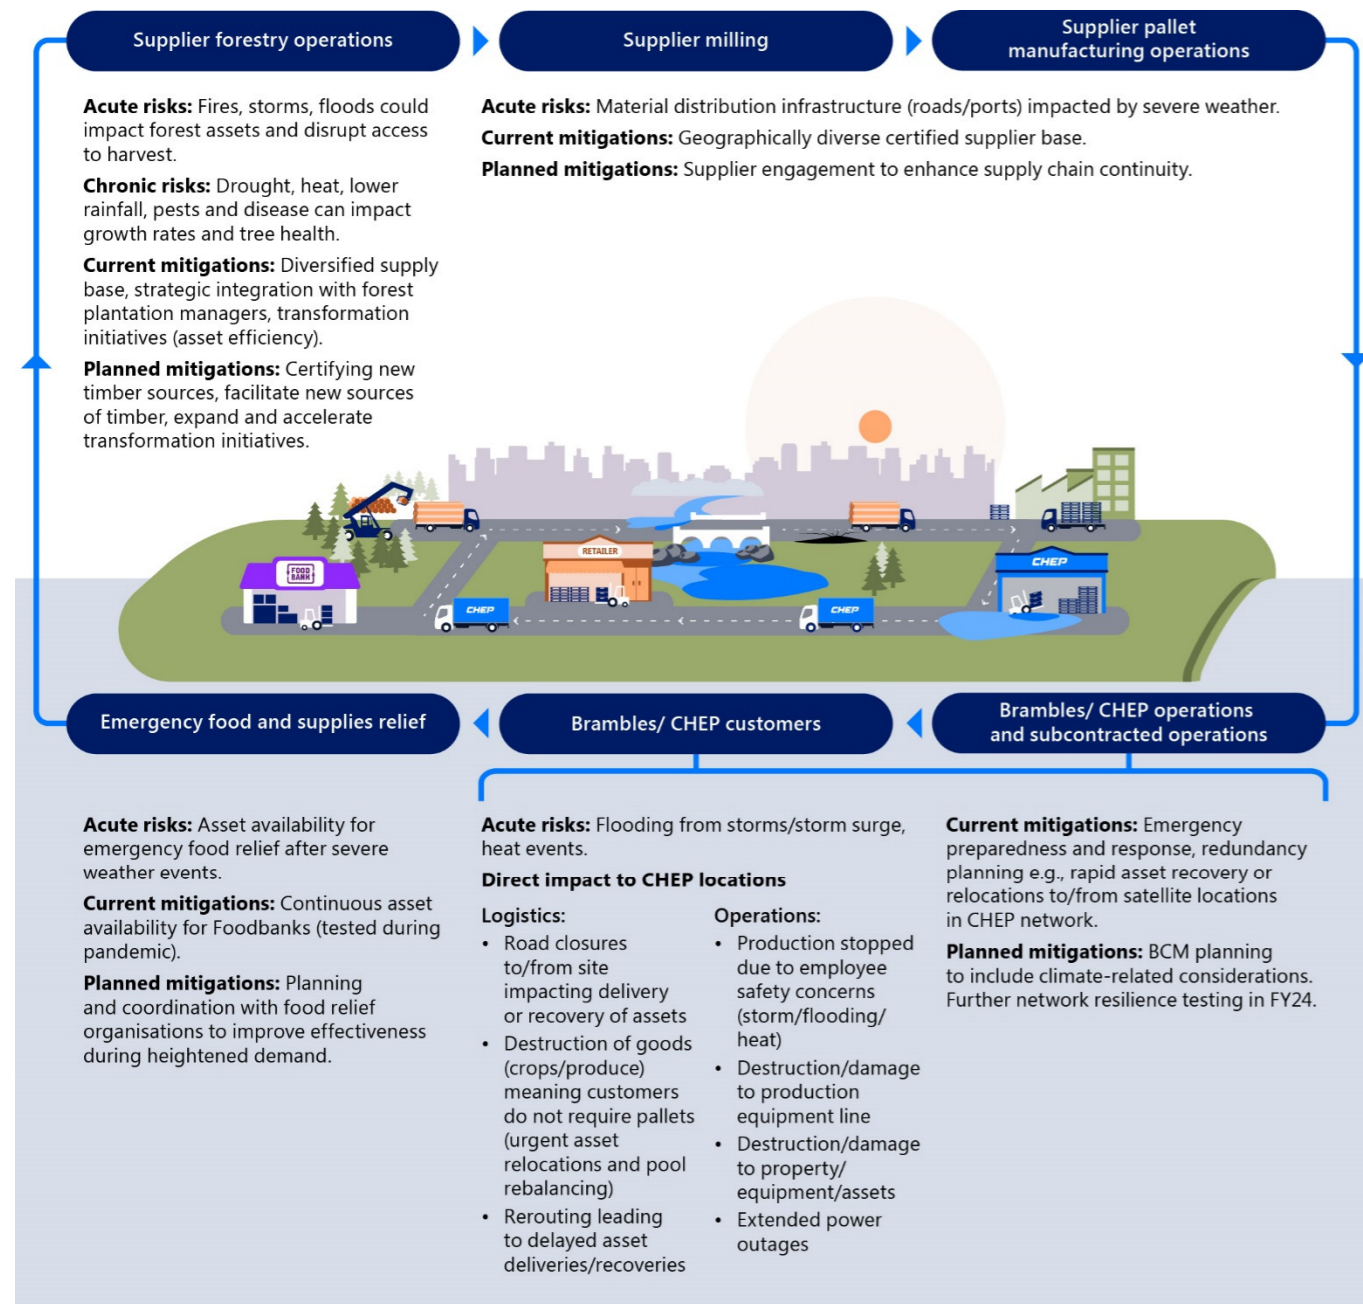 Supplier forestry operations
Supplier milling
Supplier pallet
manufacturing operations
Acute risks: Fires, storms, floods could
impact forest assets and disrupt access
to harvest.
Chronic risks: Drought, heat, lower
rainfall, pests and disease can impact
growth rates and tree health.
Current mitigations: Diversified supply
base, strategic integration with forest
plantation managers, transformation
initiatives (asset efficiency).
Planned mitigations: Certifying new
timber sources, facilitate new sources
of timber, expand and accelerate
transformation initiatives.
Acute risks: Material distribution infrastructure (roads/ports) impacted by severe weather.
Current mitigations: Geographically diverse certified supplier base.
Planned mitigations: Supplier engagement to enhance supply chain continuity.
FOOD
BANK
RETAILER
CHEP
CHEP
CHEP
Emergency food and supplies relief
Brambles/ CHEP customers
Brambles/ CHEP operations
and subcontracted operations
Acute risks: Asset availability for
emergency food relief after severe
weather events.
Current mitigations: Continuous asset
availability for Foodbanks (tested during
pandemic).
Planned mitigations: Planning
and coordination with food relief
organisations to improve effectiveness
during heightened demand.
Acute risks: Flooding from storms/storm surge,
heat events.
Direct impact to CHEP locations
Logistics:
• Road closures
to/from site
impacting delivery
or recovery of assets
• Destruction of goods
(crops/produce)
meaning customers
do not require pallets
(urgent asset
relocations and pool
rebalancing)
• Rerouting leading
to delayed asset
deliveries/recoveries
Operations:
• Production stopped
due to employee
safety concerns
(storm/flooding/
heat)
• Destruction/damage
to production
equipment line
• Destruction/damage
to property/
equipment/assets
• Extended power
outages
Current mitigations: Emergency
preparedness and response, redundancy
planning e.g., rapid asset recovery or
relocations to/from satellite locations
in CHEP network.
Planned mitigations: BCM planning
to include climate-related considerations.
Further network resilience testing in FY24.